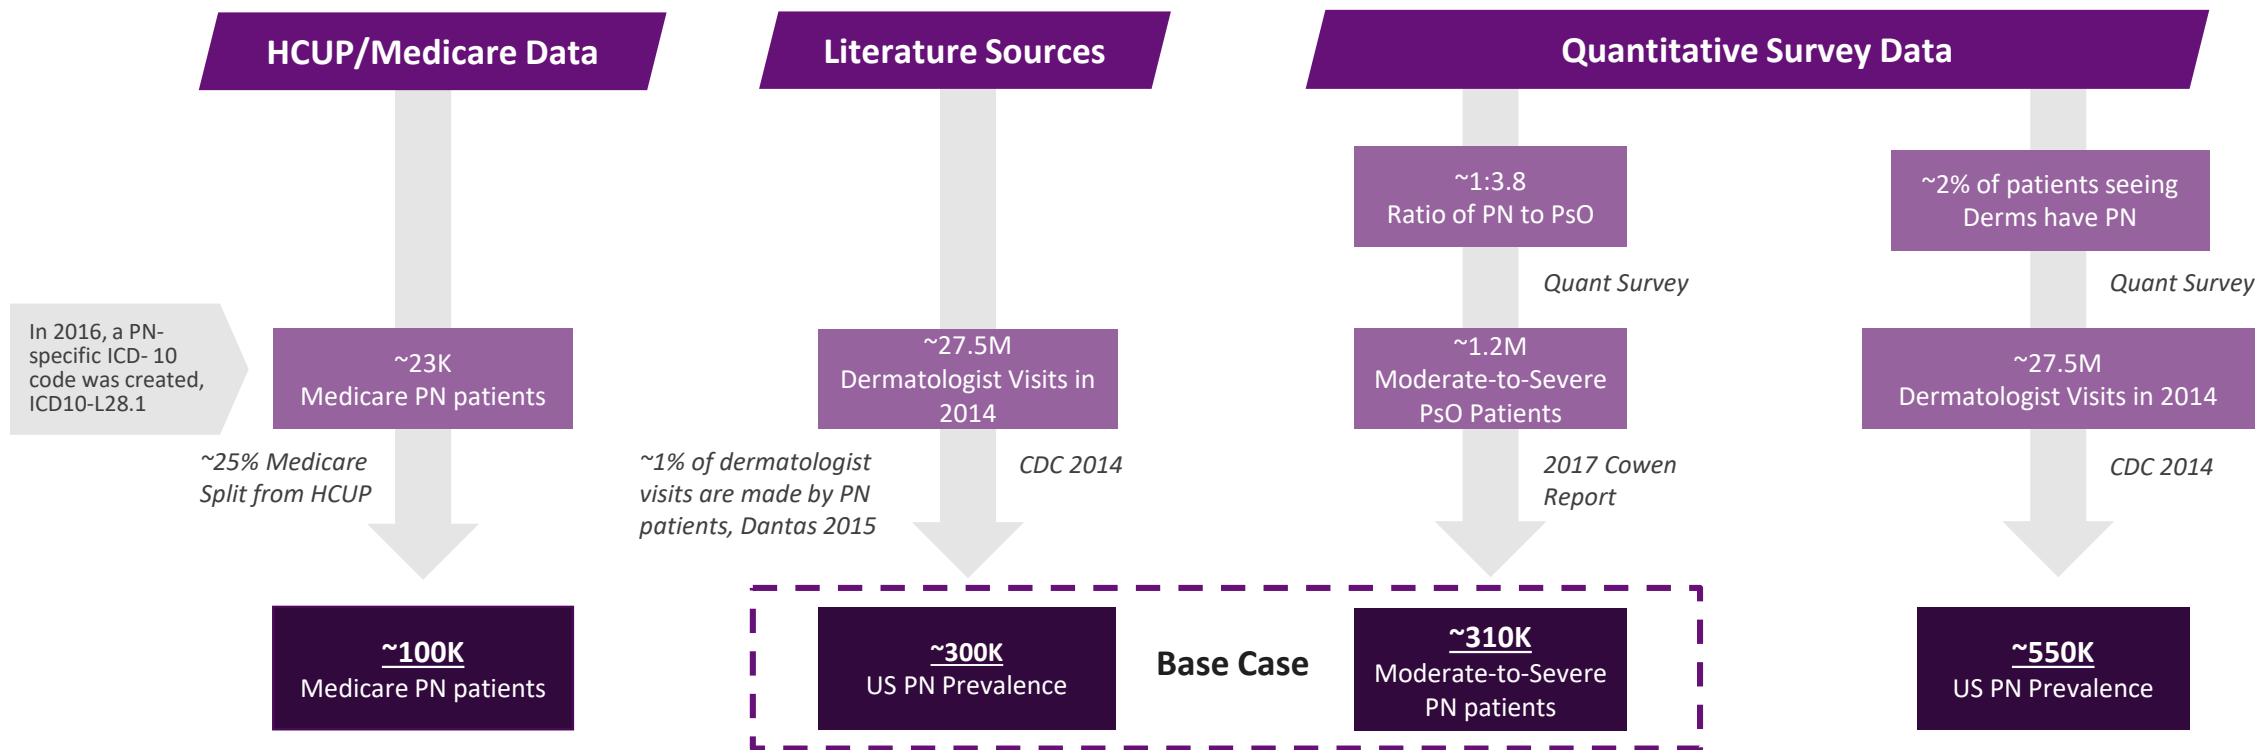 HCUP/Medicare Data
Literature Sources
Quantitative Survey Data
~1:3.8
Ratio of PN to PsO
~2% of patients seeing
Derms have PN
Quant Survey
Quant Survey
In 2016, a PN-
specific ICD- 10
code was created,
ICD10-L28.1
~23K
Medicare PN patients
~27.5M
Dermatologist Visits in
2014
~1.2M
Moderate-to-Severe
PsO Patients
~27.5M
Dermatologist Visits in 2014
~25% Medicare
Split from HCUP
~1% of dermatologist
visits are made by PN
patients, Dantas 2015
CDC 2014
2017 Cowen
Report
CDC 2014
~100K
Medicare PN patients
~300K
US PN Prevalence
Base Case
~310K
Moderate-to-Severe
PN patients
~550K
US PN Prevalence